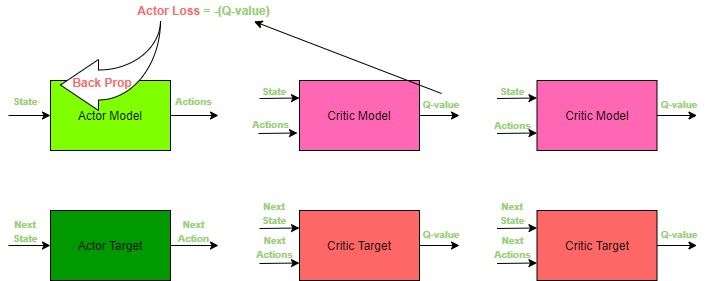 Actor Loss = -(Q-value)
Back Prop
State
Actor Model
Actions
State
Actions
Critic Model
Q-value
State
Actions
Critic Model
Q-value
Next
State
Actor Target
Next
Action
Next
State
Next
Actions
Critic Target
Q-value
Next
State
Next
Actions
Critic Target
Q-value